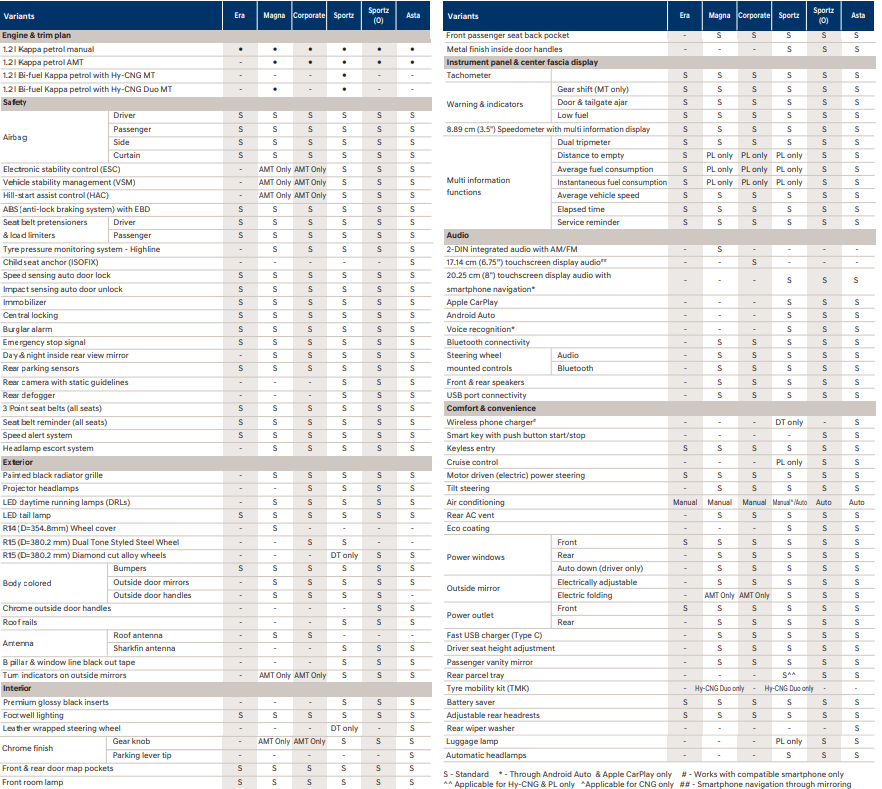 Variants Era Magna Corporate Sportz Sportz (O) Asta
Engine & trim plan
1.2 l Kappa petrol manual • • • • • •
1.2 l Kappa petrol AMT - • • • • •
1.2 l Bi-fuel Kappa petrol with Hy-CNG MT - - - • - -
1.2 l Bi-fuel Kappa petrol with Hy-CNG Duo MT - • - • - -
Safety
Airbag Driver S S S S S S
Passenger S S S S S S
Side S S S S S S
Curtain S S S S S S
Electronic stability control (ESC) - AMT Only AMT Only S S S
Vehicle stability management (VSM) - AMT Only AMT Only S S S
Hill-start assist control (HAC) - AMT Only AMT Only S S S
ABS (anti-lock braking system) with EBD S S S S S S
Seat belt pretensioners & load limiters Driver S S S S S S
Passenger S S S S S S
Tyre pressure monitoring system - Highline - S S S S S
Child seat anchor (ISOFIX) - - - - - S
Speed sensing auto door lock S S S S S S
Impact sensing auto door unlock S S S S S S
Immobilizer S S S S S S
Central locking S S S S S S
Burglar alarm S S S S S S
Emergency stop signal S S S S S S
Day & night inside rear view mirror - S S S S S
Rear parking sensors S S S S S S
Rear camera with static guidelines - - - S S S
Rear defogger - - - S S S
3 Point seat belts (all seats) S S S S S S
Seat belt reminder (all seats) S S S S S S
Speed alert system S S S S S S
Headlamp escort system - S S S S S
Exterior
Painted black radiator grille S S S S S S
Projector headlamps - - S S S S
LED daytime running lamps (DRLs) - S S S S S
LED tail lamp S S S S S S
R14 (D=354.8mm) Wheel cover - S - - - -
R15 (D=380.2 mm) Dual Tone Styled Steel Wheel - - S S - -
R15 (D=380.2 mm) Diamond cut alloy wheels - - - DT only S S
Body colored Bumpers S S S S S S
Outside door mirrors - S S S S S
Outside door handles - S S S - -
Chrome outside door handles - - - - S S
Roof rails - - - - S S
Antenna Roof antenna - S S - - -
Sharkfin antenna - - - S S S
B pillar & window line black out tape - - - S S S
Turn indicators on outside mirrors - AMT Only AMT Only S S S
Interior
Premium glossy black inserts - - - S S S
Footwell lighting S S S S S S
Leather wrapped steering wheel - - - DT only - S
Chrome finish Gear knob - AMT Only AMT Only S S S
Parking lever tip - - - - - S
Front & rear door map pockets S S S S S S
Front room lamp S S S S S S
Variants Era Magna Corporate Sportz Sportz (O) Asta
Front passenger seat back pocket - S S S S S
Metal finish inside door handles - - - S S S
Instrument panel & center fascia display
Tachometer S S S S S S
Warning & indicators Gear shift (MT only) S S S S S S
Door & tailgate ajar S S S S S S
Low fuel S S S S S S
8.89 cm (3.5") Speedometer with multi information display S S S S S S
Multi information functions Dual tripmeter S S S S S S
Distance to empty S PL only PL only PL only S S
Average fuel consumption S PL only PL only PL only S S
Instantaneous fuel consumption S PL only PL only PL only S S
Average vehicle speed S S S S S S
Elapsed time S S S S S S
Service reminder S S S S S S
Audio
2-DIN integrated audio with AM/FM - S - - - -
17.14 cm (6.75") touchscreen display audio## - - S - - -
20.25 cm (8") touchscreen display audio with smartphone navigation* - - - S S S
Apple CarPlay - - - S S S
Android Auto - - - S S S
Voice recognition* - - - S S S
Bluetooth connectivity - S S S S S
Steering wheel mounted controls Audio - S S S S S
Bluetooth - S S S S S
Front & rear speakers - S S S S S
USB port connectivity - S S S S S
Comfort & convenience
Wireless phone charger# - - - DT only - S
Smart key with push button start/stop - - - - S S
Keyless entry S S S S S S
Cruise control - - - PL only S S
Motor driven (electric) power steering S S S S S S
Tilt steering - S S S S S
Air conditioning Manual Manual Manual Manual^/Auto Auto Auto
Rear AC vent - S S S S S
Eco coating - - - S S S
Power windows Front S S S S S S
Rear - S S S S S
Auto down (driver only) - S S S S S
Outside mirror Electrically adjustable - S S S S S
Electric folding - AMT Only AMT Only S S S
Power outlet Front S S S S S S
Rear - S S S S S
Fast USB charger (Type C) - S S S S S
Driver seat height adjustment - S S S S S
Passenger vanity mirror - S S S S S
Rear parcel tray - - - S^^ S S
Tyre mobility kit (TMK) - Hy-CNG Duo only - Hy-CNG Duo only - -
Battery saver S S S S S S
Adjustable rear headrests S S S S S S
Rear wiper washer - - - - S S
Luggage lamp - - - PL only S S
Automatic headlamps - - - - S S
S - Standard * - Through Android Auto & Apple CarPlay only # - Works with compatible smartphone only
^^ Applicable for Hy-CNG & PL only ^Applicable for CNG only ## - Smartphone navigation through mirroring